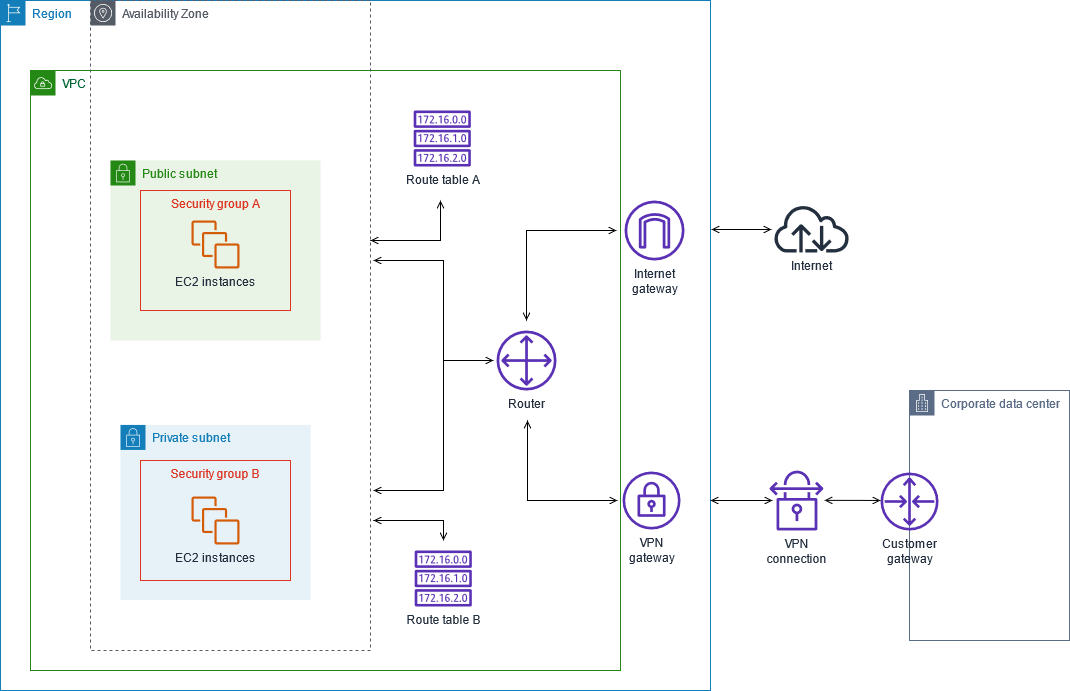 Region
Availability Zone
VPC
172.16.0.0
172.16.1.0
172.16.2.0
Route table A
Public subnet
Security group A
EC2 instances
Internet
gateway
Internet
Router
Corporate data center
Private subnet
Security group B
EC2 instances
VPN
gateway
VPN
connection
Customer
gateway
172.16.0.0
172.16.1.0
172.16.2.0
Route table B